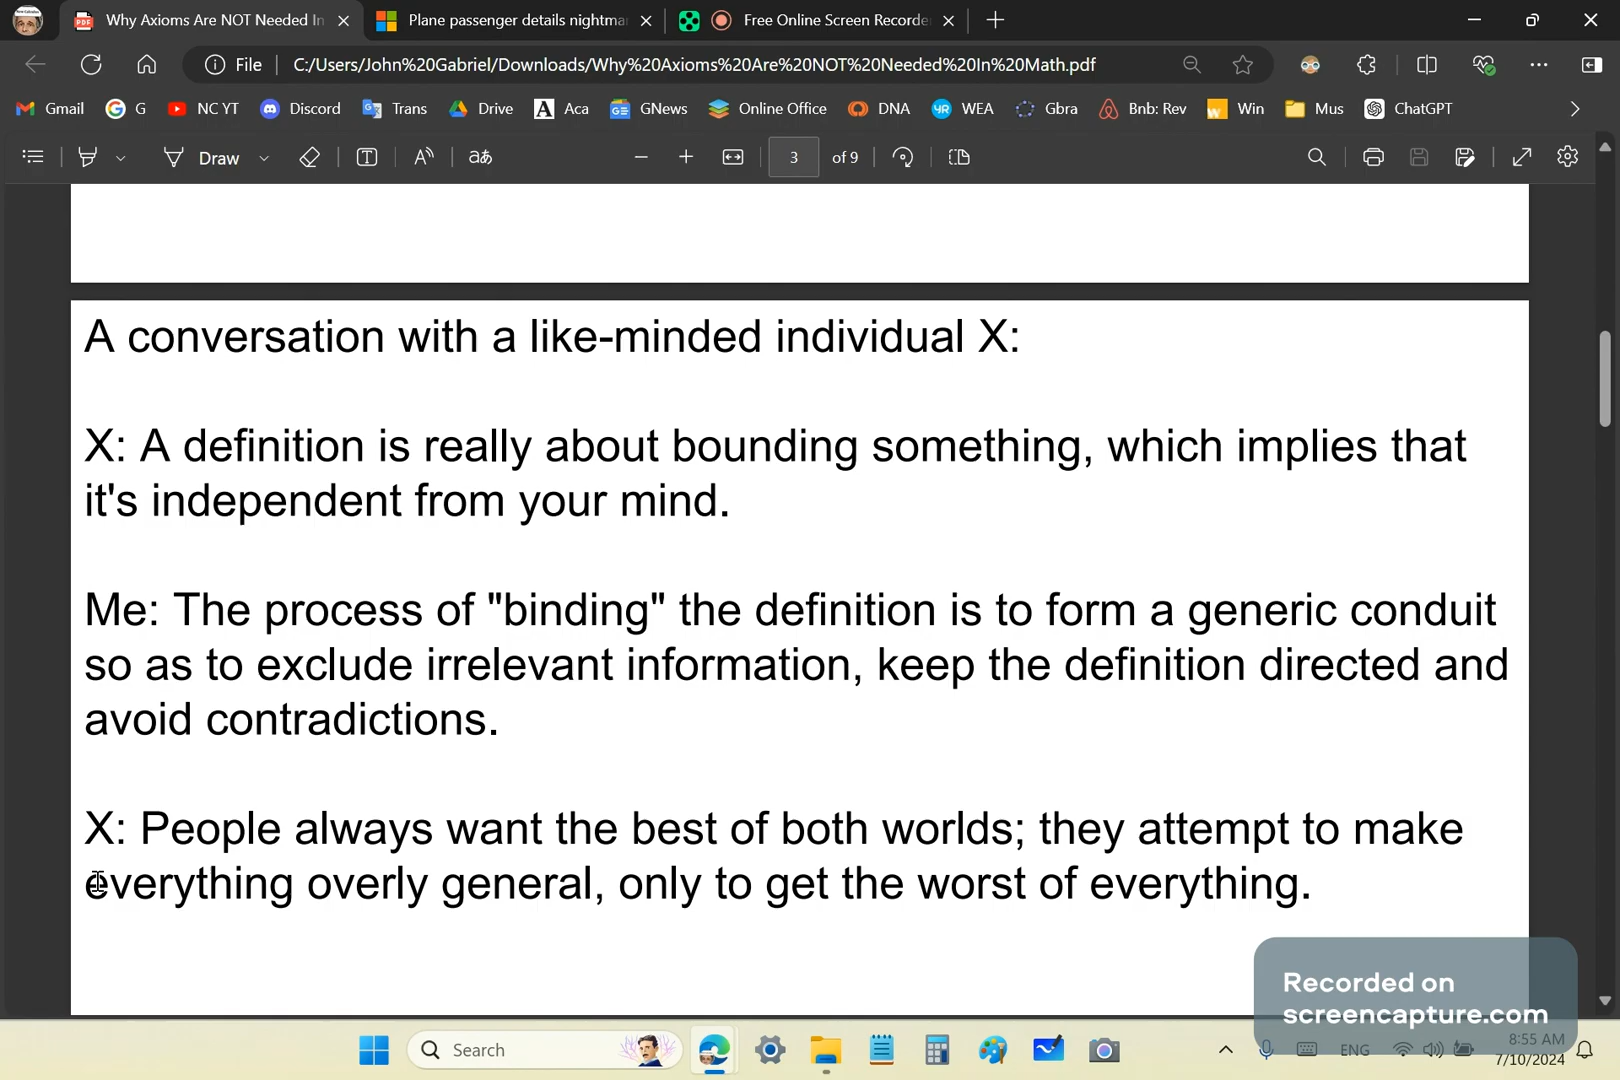 Why Axioms Are NOT Needed In
Plane passenger details nightma
Free Online Screen Recorde
File
C:/Users/John%20Gabriel/Downloads/Why%20Axioms%20Are%20NOT%20Needed%20In%20Math.pdf
Gmail G NC YT Discord Trans Drive Aca GNews Online Office DNA WEA Gbra Bnb: Rev Win Mus ChatGPT
Draw 3 of 9
A conversation with a like-minded individual X:
X: A definition is really about bounding something, which implies that
it's independent from your mind.
Me: The process of "binding" the definition is to form a generic conduit
so as to exclude irrelevant information, keep the definition directed and
avoid contradictions.
X: People always want the best of both worlds; they attempt to make
everything overly general, only to get the worst of everything.
Recorded on
screencapture.com
Search
ENG
8:55 AM
7/10/2024